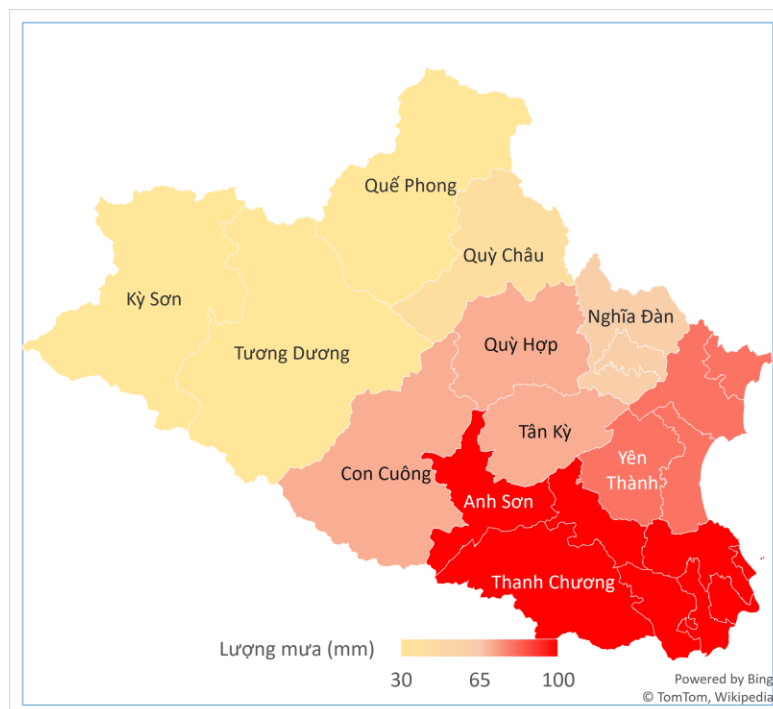 Quế Phong
Quỳ Châu
Kỳ Sơn
Nghĩa Đàn
Tương Dương
Quỳ Hợp
Tân Kỳ
Con Cuông
Yên
Thành
Anh Sơn
Thanh Chương
Lượng mưa (mm)
30 65 100
Powered by Bing
© TomTom, Wikipedia